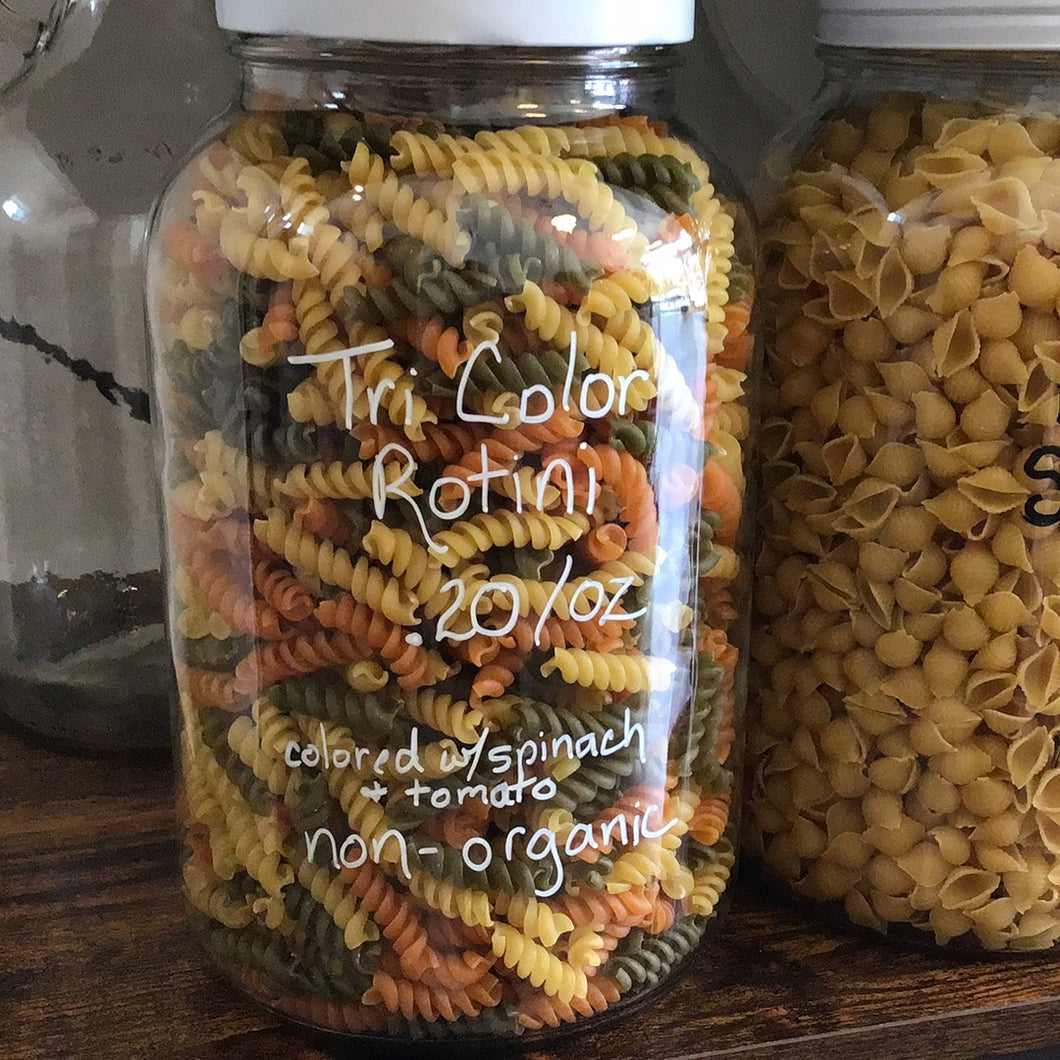 Tri Color
Rotini
.20/oz
colored w/spinach
+ tomato
non-organic